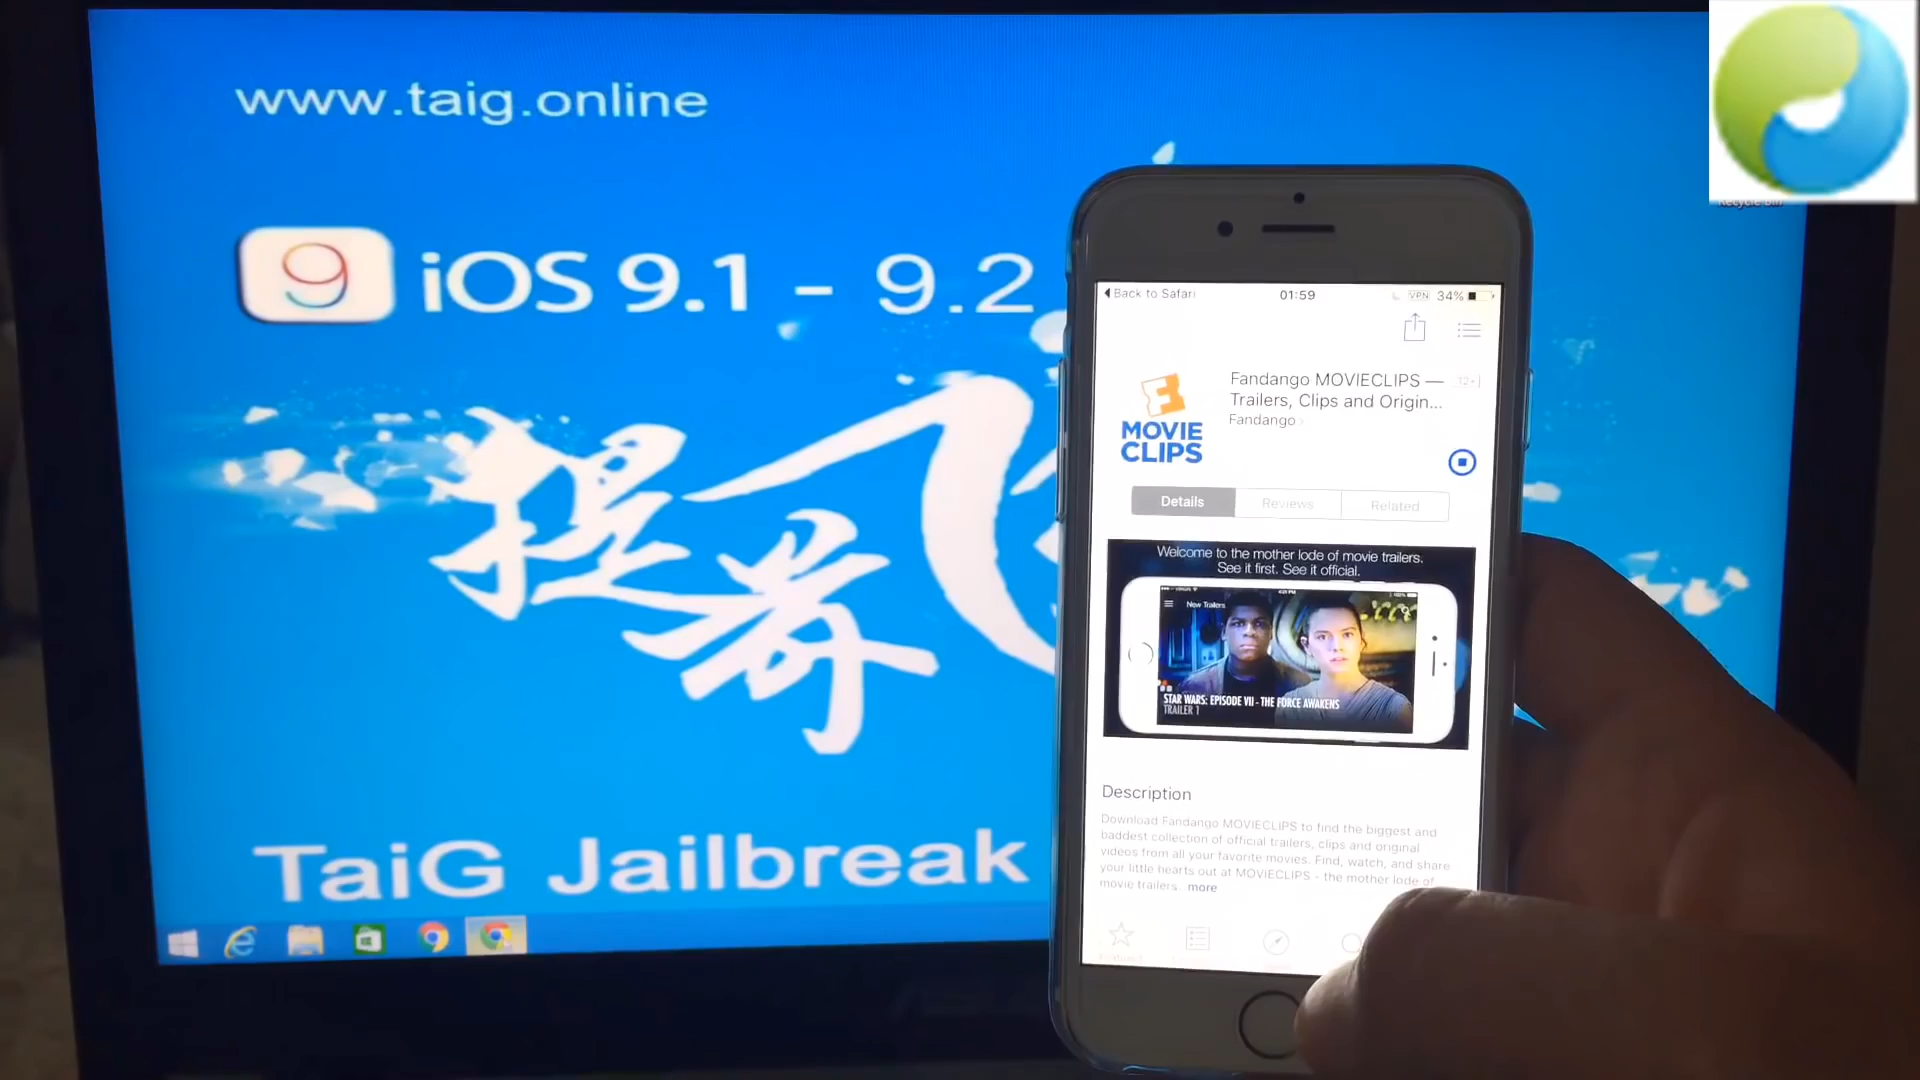 www.taig.online
9 iOS 9.1 - 9.2
TaiG Jailbreak
Recycle Bin
Back to Safari
01:59
VPN 34%
Fandango MOVIECLIPS —
12+
Trailers, Clips and Origin...
Fandango
MOVIE
CLIPS
Details
Reviews
Related
Welcome to the mother lode of movie trailers.
See it first. See it official.
New Trailers
STAR WARS: EPISODE VII - THE FORCE AWAKENS
TRAILER 1
Description
Download Fandango MOVIECLIPS to find the biggest and
baddest collection of official trailers, clips and original
videos from all your favorite movies. Find, watch, and share
your little hearts out at MOVIECLIPS - the mother lode of
movie trailers... more